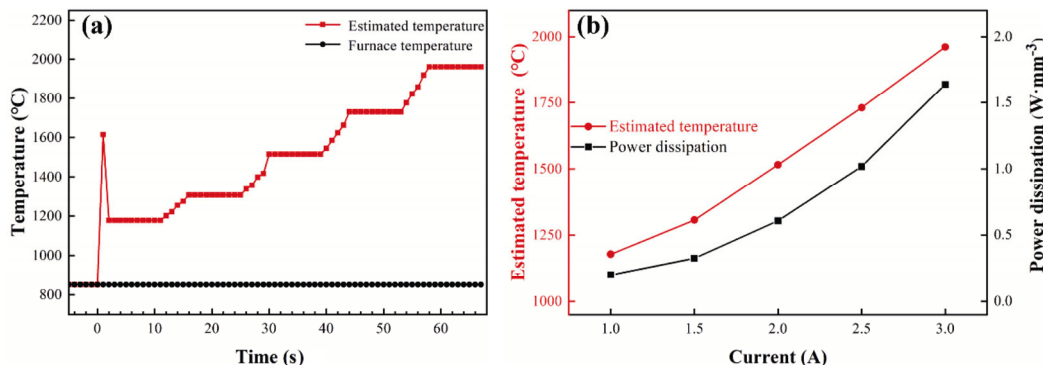 (a)
Estimated temperature
Furnace temperature
2200
2000
1800
1600
1400
1200
1000
800
Temperature (℃)
0
10
20
30
40
50
60
Time (s)
(b)
Estimated temperature
Power dissipation
2000
1750
1500
1250
1000
Estimated temperature (℃)
2.0
1.5
1.0
0.5
0.0
Power dissipation (W·mm⁻³)
1.0
1.5
2.0
2.5
3.0
Current (A)